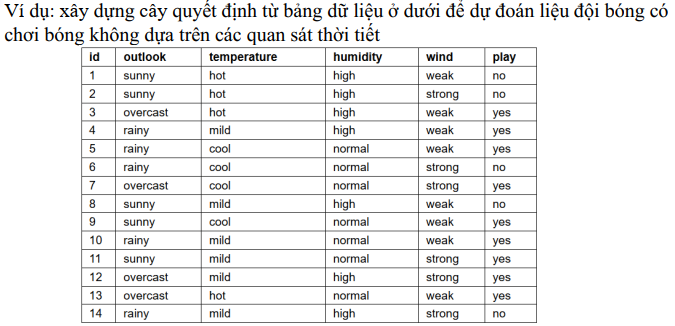 Ví dụ: xây dựng cây quyết định từ bảng dữ liệu ở dưới để dự đoán liệu đội bóng có
chơi bóng không dựa trên các quan sát thời tiết
id outlook temperature humidity wind play
1 sunny hot high weak no
2 sunny hot high strong no
3 overcast hot high weak yes
4 rainy mild high weak yes
5 rainy cool normal weak yes
6 rainy cool normal strong no
7 overcast cool normal strong yes
8 sunny mild high weak no
9 sunny cool normal weak yes
10 rainy mild normal weak yes
11 sunny mild normal strong yes
12 overcast mild high strong yes
13 overcast hot normal weak yes
14 rainy mild high strong no